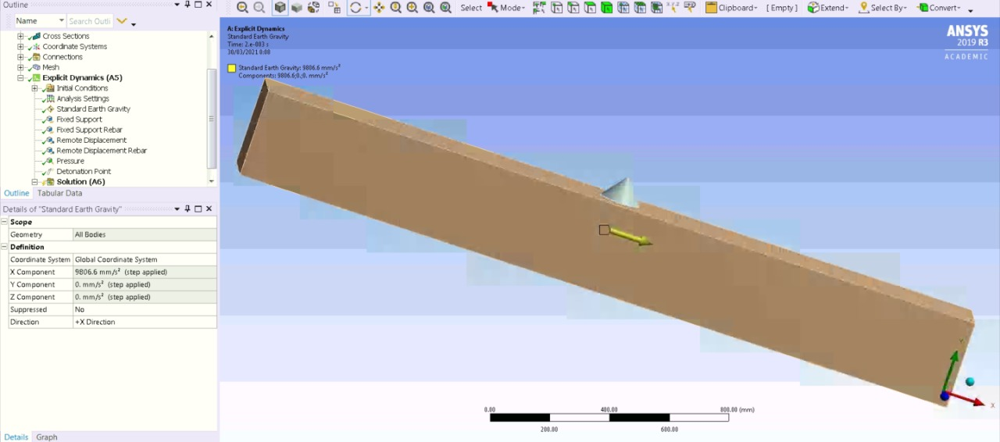 Outline
Select
Mode
Clipboard
[ Empty ]
Extend
Select By
Convert
Name
Search Outli
Cross Sections
Coordinate Systems
Connections
Mesh
Explicit Dynamics (A5)
Initial Conditions
Analysis Settings
Standard Earth Gravity
Fixed Support
Fixed Support Rebar
Remote Displacement
Remote Displacement Rebar
Pressure
Detonation Point
Solution (A6)
Outline Tabular Data
Details of "Standard Earth Gravity"
Scope
Geometry All Bodies
Definition
Coordinate System Global Coordinate System
X Component 9806.6 mm/s² (step applied)
Y Component 0. mm/s² (step applied)
Z Component 0. mm/s² (step applied)
Suppressed No
Direction +X Direction
Details Graph
A: Explicit Dynamics
Standard Earth Gravity
Time: 2.e-003 s
30/03/2021 0:08
Standard Earth Gravity: 9806.6 mm/s²
Components: 9806.6;0.;0. mm/s²
ANSYS
2019 R3
ACADEMIC
Y
X
0.00 400.00 800.00 (mm)
200.00 600.00